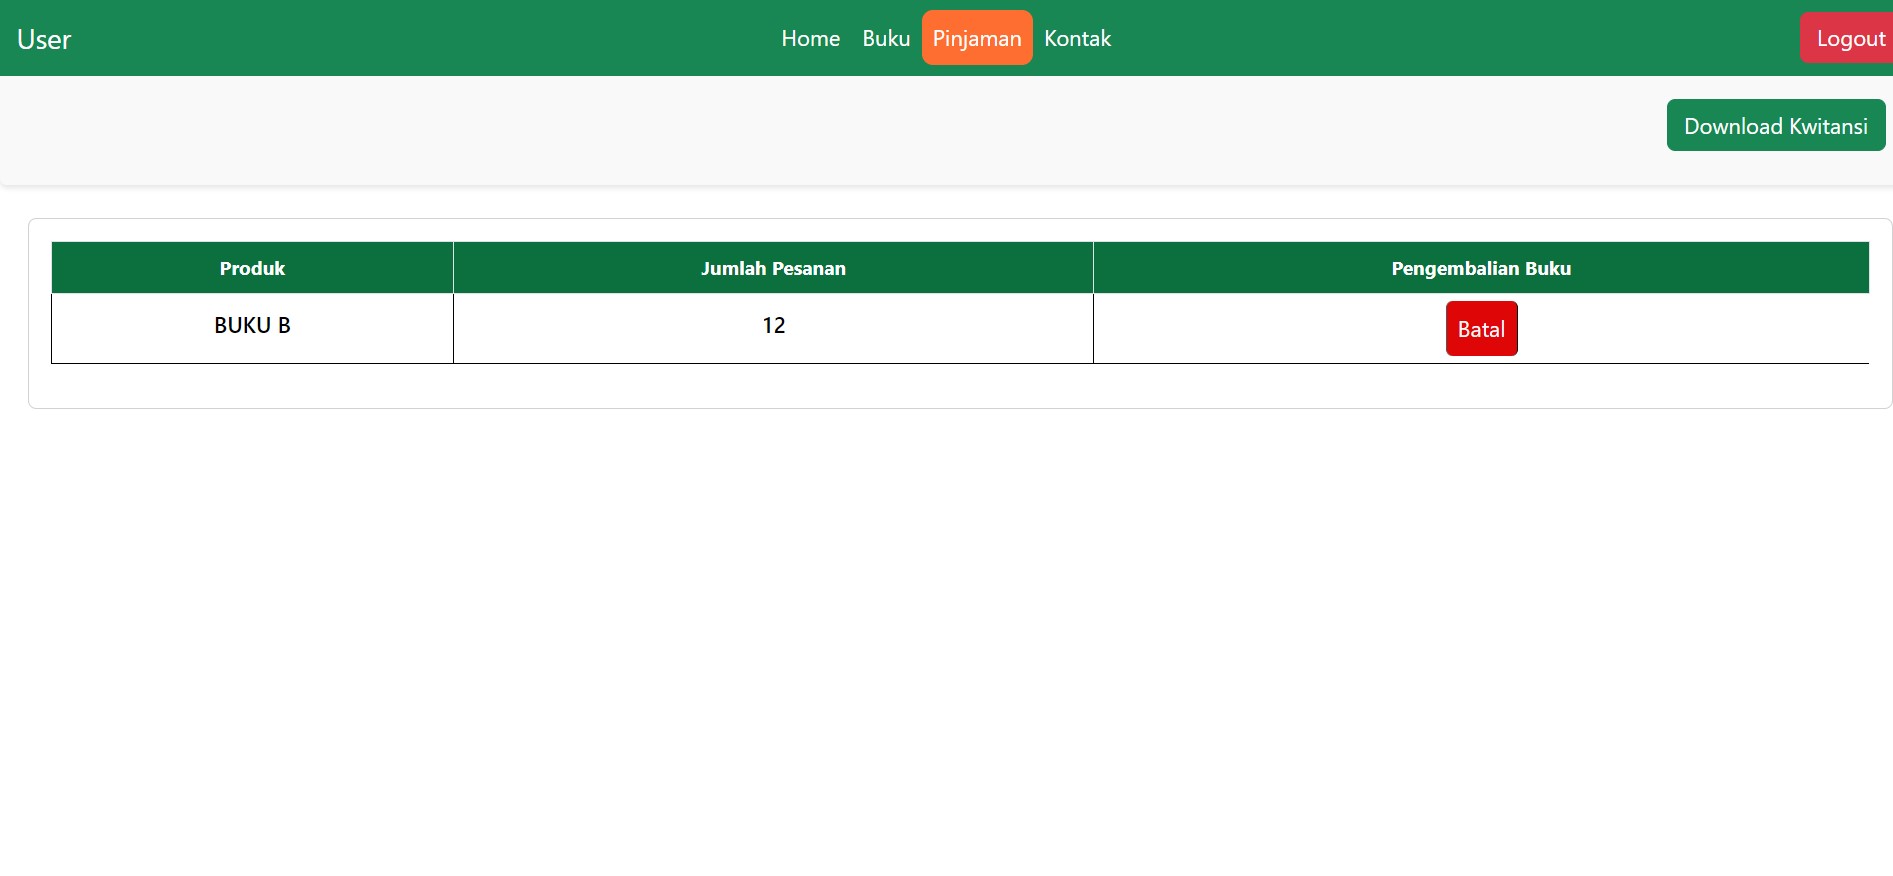 User Home Buku Pinjaman Kontak Logout
Download Kwitansi
Produk Jumlah Pesanan Pengembalian Buku
BUKU B 12 Batal